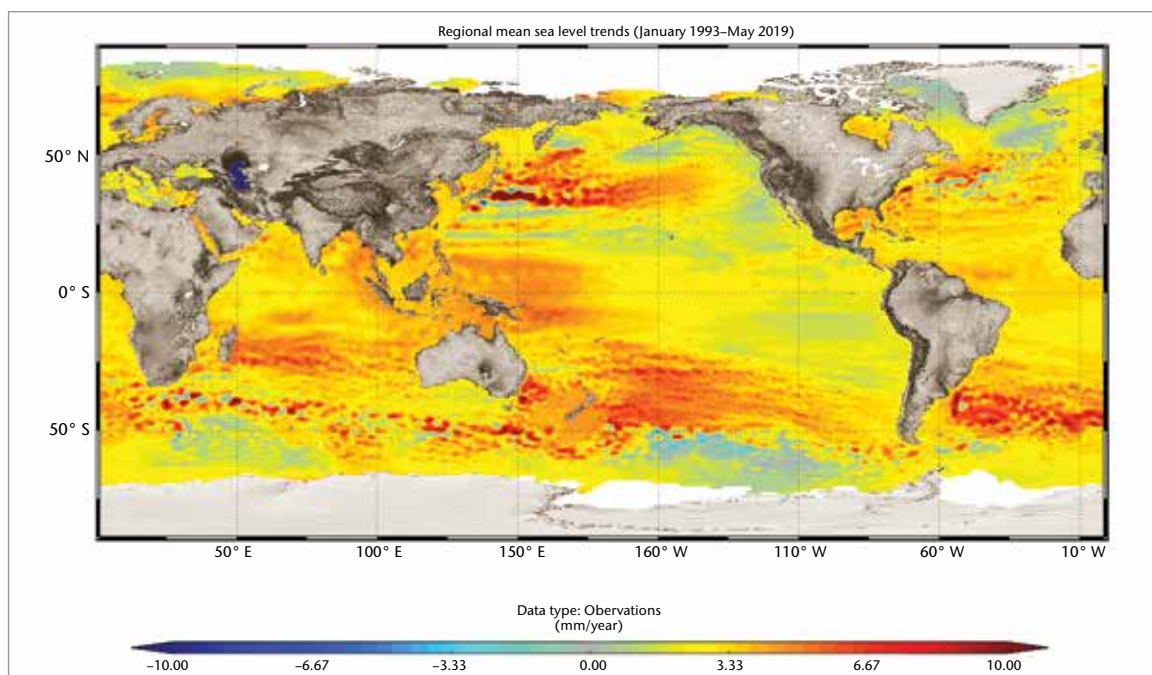 Regional mean sea level trends (January 1993–May 2019)
50° N
0° S
50° S
50° E 100° E 150° E 160° W 110° W 60° W 10° W
Data type: Obervations
(mm/year)
–10.00 –6.67 –3.33 0.00 3.33 6.67 10.00